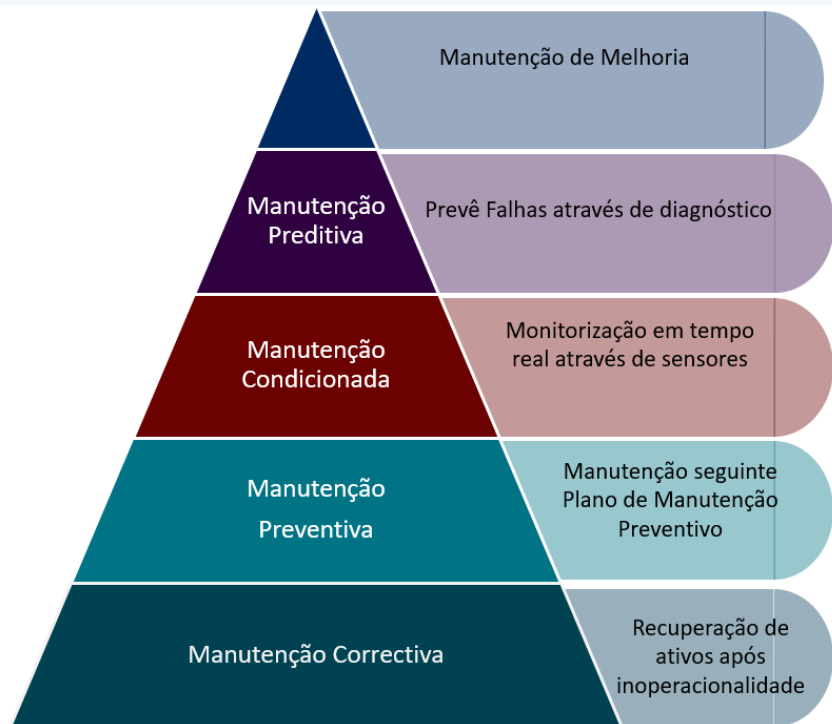 Manutenção de Melhoria
Manutenção
Preditiva
Prevê Falhas através de diagnóstico
Manutenção
Condicionada
Monitorização em tempo
real através de sensores
Manutenção
Preventiva
Manutenção seguinte
Plano de Manutenção
Preventivo
Manutenção Correctiva
Recuperação de
ativos após
inoperacionalidade